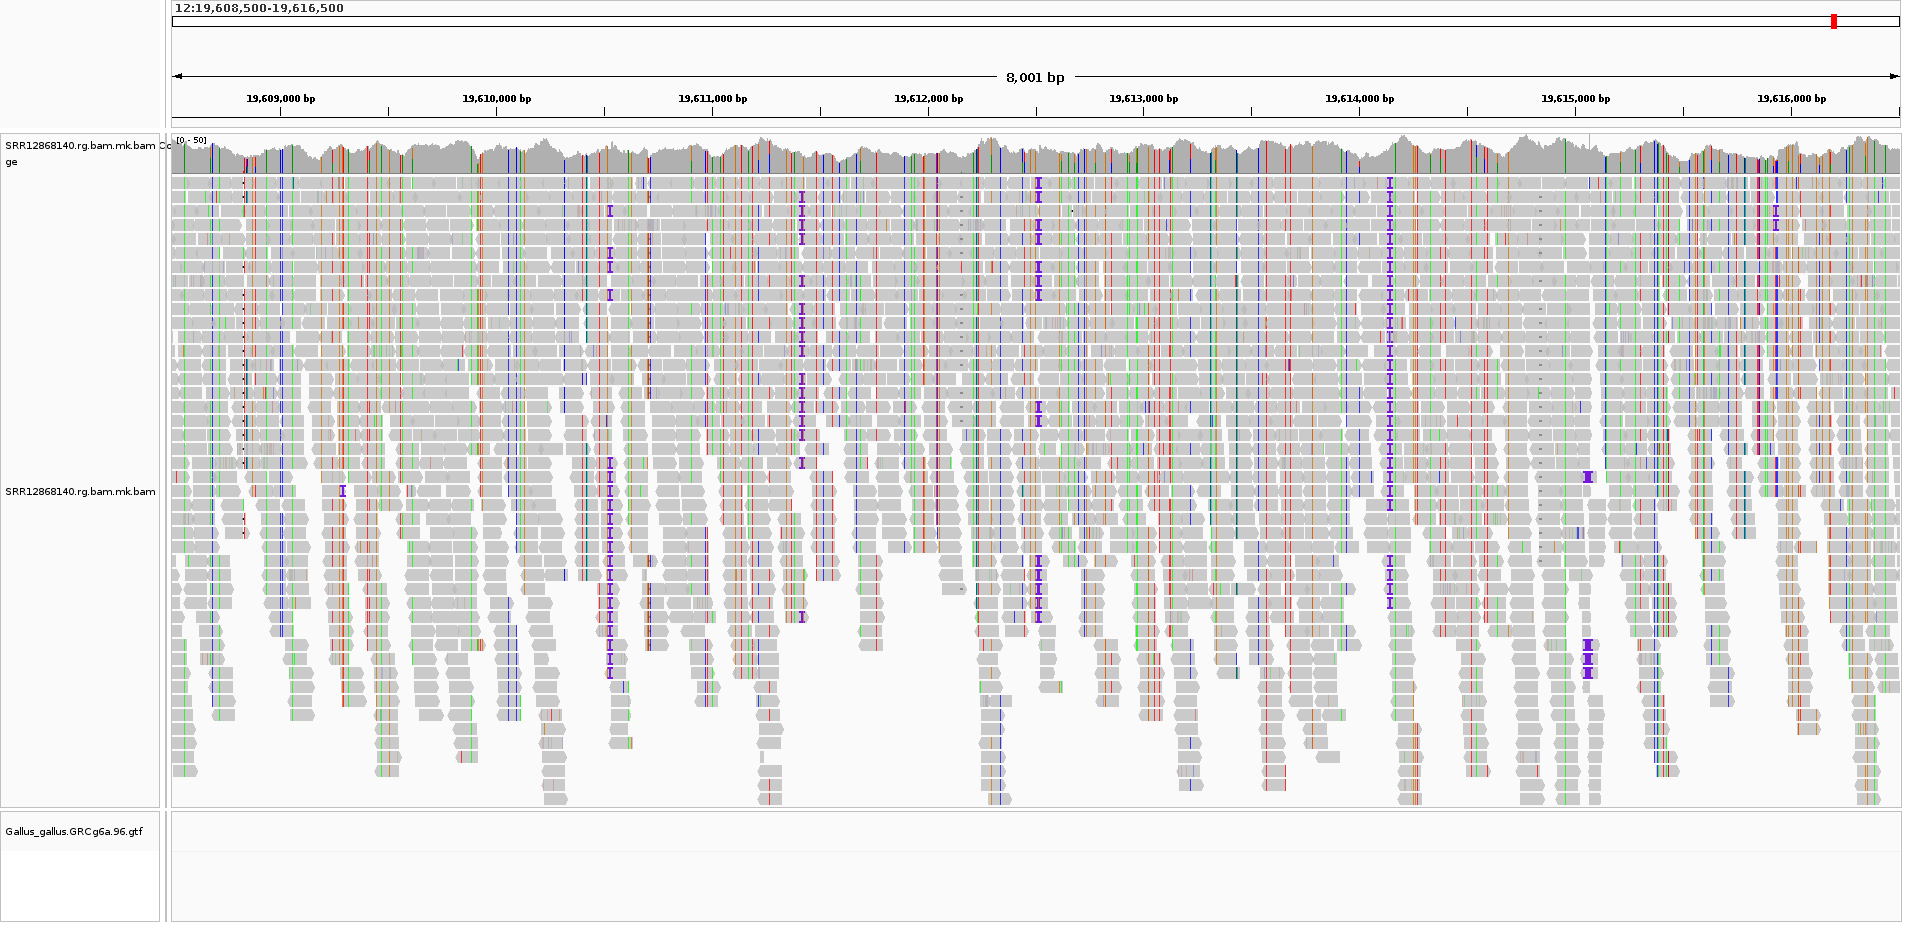 12:19,608,500-19,616,500
8,001 bp
19,609,000 bp 19,610,000 bp 19,611,000 bp 19,612,000 bp 19,613,000 bp 19,614,000 bp 19,615,000 bp 19,616,000 bp
[0 - 50]
SRR12868140.rg.bam.mk.bam Co
ge
SRR12868140.rg.bam.mk.bam
Gallus_gallus.GRCg6a.96.gtf